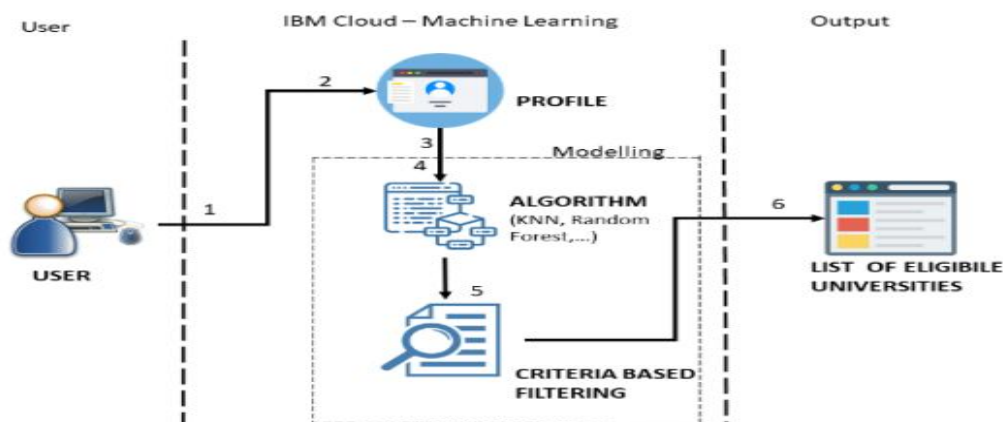 User
IBM Cloud – Machine Learning
Output
2
PROFILE
3
Modelling
4
ALGORITHM
(KNN, Random
Forest,...)
1
6
USER
LIST OF ELIGIBILE
UNIVERSITIES
5
CRITERIA BASED
FILTERING